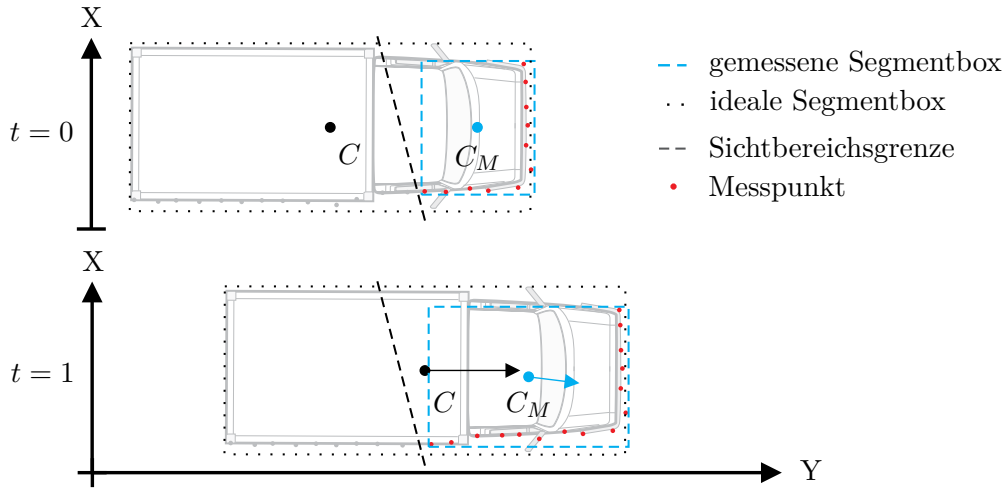 X
t = 0
C
C_M
gemessene Segmentbox
ideale Segmentbox
Sichtbereichsgrenze
Messpunkt
X
t = 1
C
C_M
Y